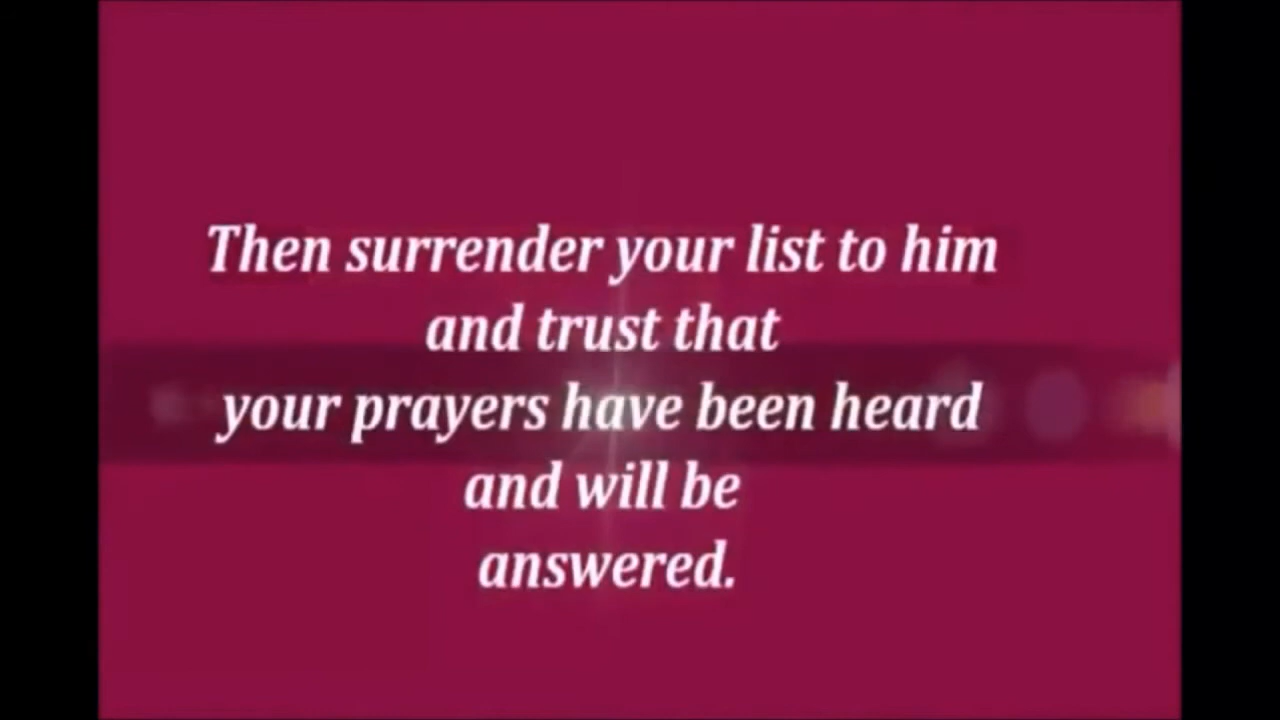 Then surrender your list to him
and trust that
your prayers have been heard
and will be
answered.